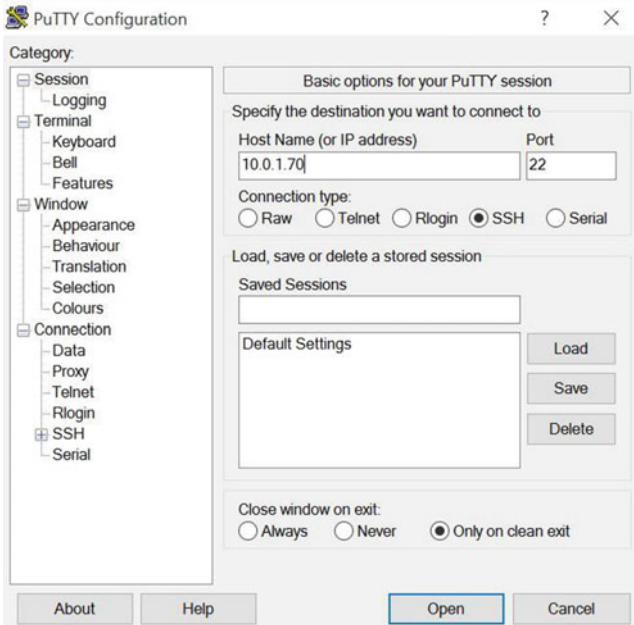 PuTTY Configuration ? ×
Category:
Session
Logging
Terminal
Keyboard
Bell
Features
Window
Appearance
Behaviour
Translation
Selection
Colours
Connection
Data
Proxy
Telnet
Rlogin
SSH
Serial
Basic options for your PuTTY session
Specify the destination you want to connect to
Host Name (or IP address) Port
10.0.1.70 22
Connection type:
Raw Telnet Rlogin SSH Serial
Load, save or delete a stored session
Saved Sessions
Default Settings
Load
Save
Delete
Close window on exit:
Always Never Only on clean exit
About Help Open Cancel